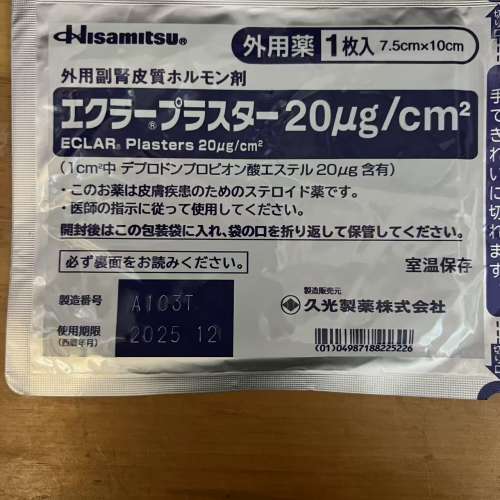 Hisamitsu®
外用薬 1枚入 7.5cm×10cm
外用副腎皮質ホルモン剤
エクラー®プラスター 20μg/cm²
ECLAR® Plasters 20μg/cm²
(1cm²中 デプロドンプロピオン酸エステル 20μg 含有)
・このお薬は皮膚疾患のためのステロイド薬です。
・医師の指示に従って使用してください。
開封後はこの包装袋に入れ、袋の口を折り返して保管してください。
必ず裏面をお読みください。
室温保存
製造番号 A103T
使用期限 2025 12
(西暦年月)
製造販売元
久光製薬株式会社
(01)04987188225226
手できれいに切れます